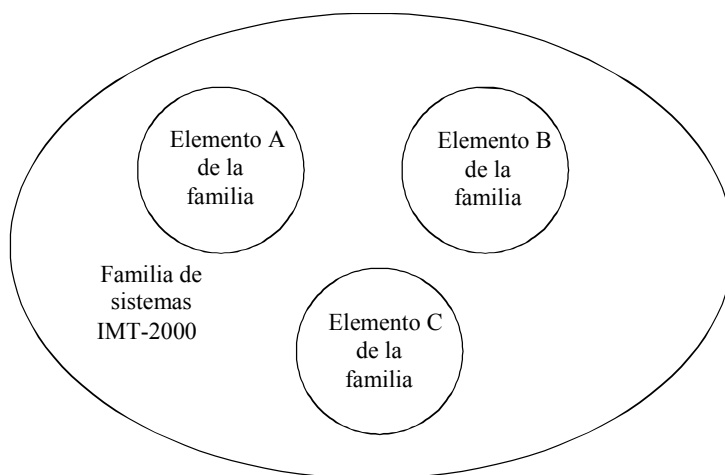 Elemento A
de la
familia
Elemento B
de la
familia
Familia de
sistemas
IMT-2000
Elemento C
de la
familia